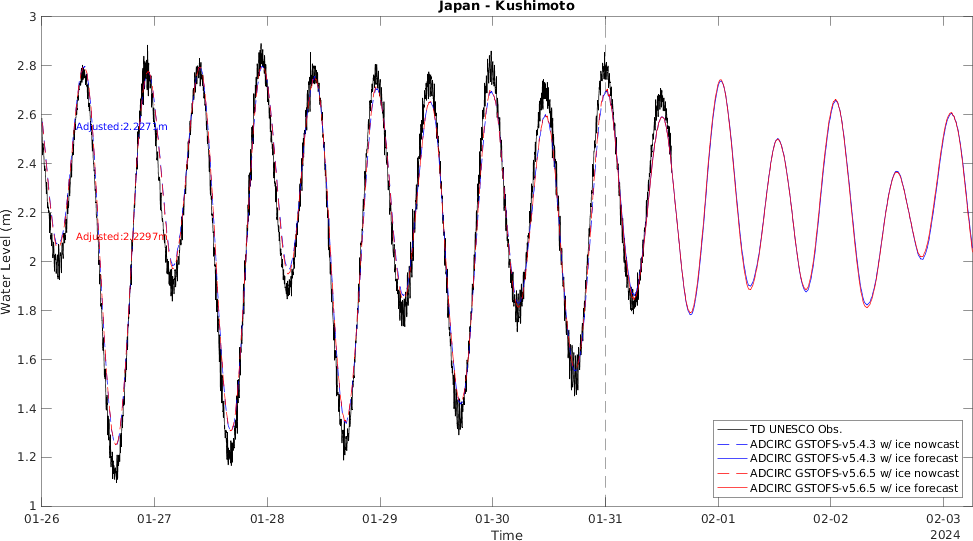 Japan - Kushimoto
3
2.8
2.6
2.4
2.2
2
1.8
1.6
1.4
1.2
1
Water Level (m)
Adjusted:2.2271m
Adjusted:2.2297m
TD UNESCO Obs.
ADCIRC GSTOFS-v5.4.3 w/ ice nowcast
ADCIRC GSTOFS-v5.4.3 w/ ice forecast
ADCIRC GSTOFS-v5.6.5 w/ ice nowcast
ADCIRC GSTOFS-v5.6.5 w/ ice forecast
01-26 01-27 01-28 01-29 01-30 01-31 02-01 02-02 02-03
Time 2024